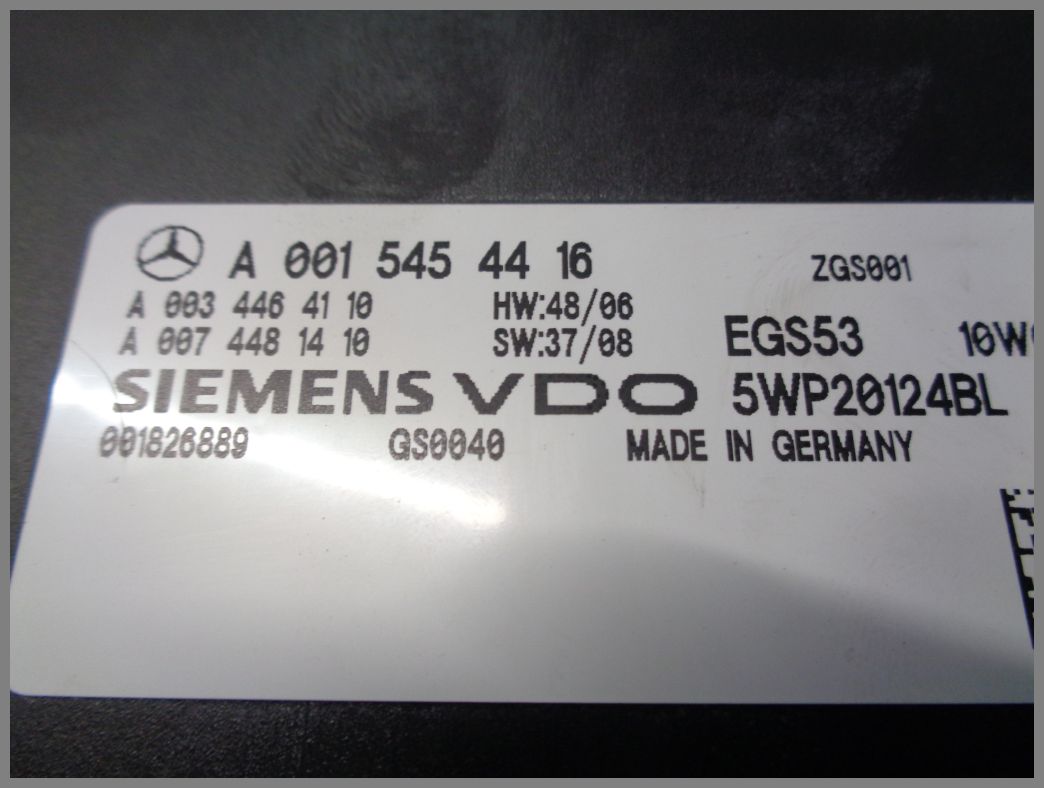 A 001 545 44 16 ZGS001
A 003 446 41 10 HW:48/06
A 007 448 14 10 SW:37/08 EGS53
SIEMENS VDO 5WP20124BL
001826889 GS0040 MADE IN GERMANY